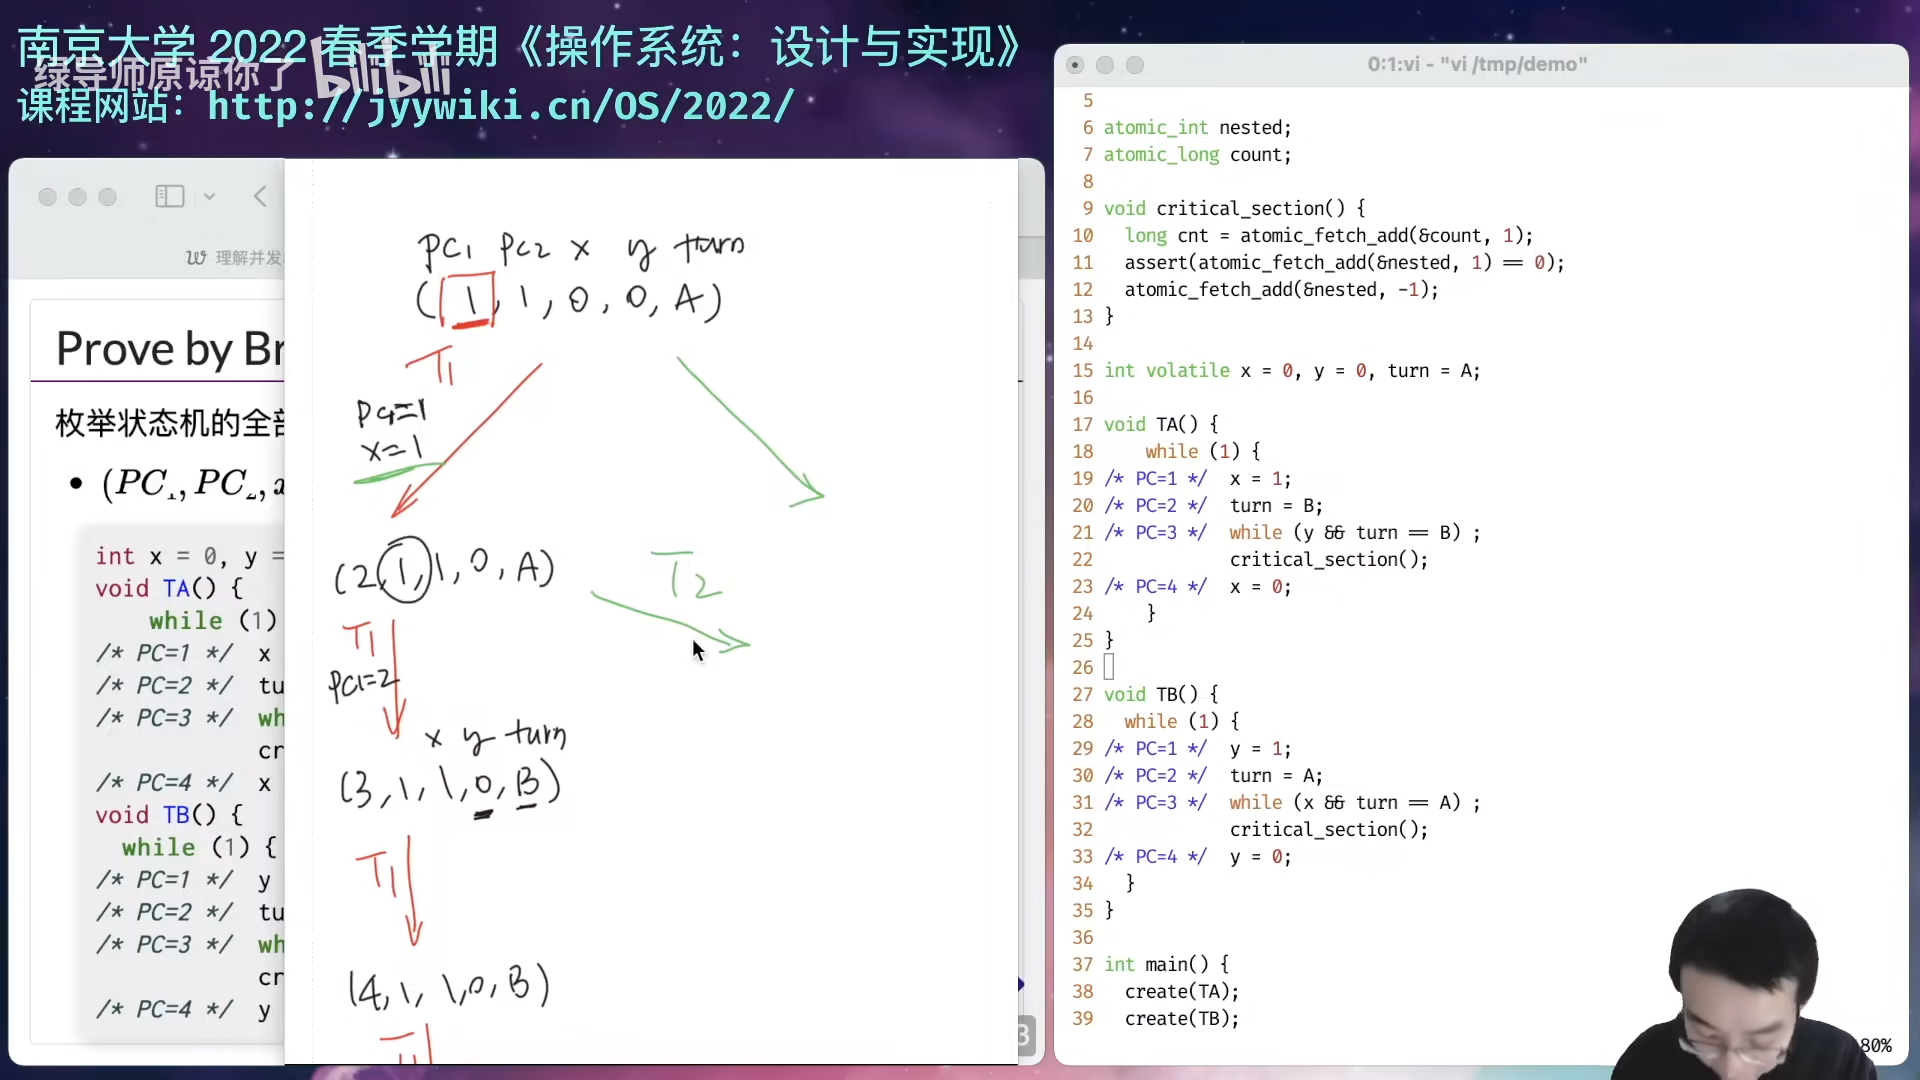 南京大学 2022 春季学期《操作系统：设计与实现》
绿导师原谅你了 bilibili
课程网站：http://jyywiki.cn/OS/2022/
理解并发
Prove by Br
枚举状态机的全部
• (PC₁, PC₂, x
int x = 0, y =
void TA() {
while (1)
/* PC=1 */ x
/* PC=2 */ tu
/* PC=3 */ wh
cr
/* PC=4 */ x
void TB() {
while (1) {
/* PC=1 */ y
/* PC=2 */ tu
/* PC=3 */ wh
cr
/* PC=4 */ y
PC1 PC2 x y turn
(1, 1, 0, 0, A)
T1
PC1=1
x=1
(2, 1, 1, 0, A)
T2
T1
PC1=2
x y turn
(3, 1, 1, 0, B)
T1
(4, 1, 1, 0, B)
T1
3
0:1:vi - "vi /tmp/demo"
5
6 atomic_int nested;
7 atomic_long count;
8
9 void critical_section() {
10 long cnt = atomic_fetch_add(&count, 1);
11 assert(atomic_fetch_add(&nested, 1) == 0);
12 atomic_fetch_add(&nested, -1);
13 }
14
15 int volatile x = 0, y = 0, turn = A;
16
17 void TA() {
18 while (1) {
19 /* PC=1 */ x = 1;
20 /* PC=2 */ turn = B;
21 /* PC=3 */ while (y && turn == B) ;
22 critical_section();
23 /* PC=4 */ x = 0;
24 }
25 }
26
27 void TB() {
28 while (1) {
29 /* PC=1 */ y = 1;
30 /* PC=2 */ turn = A;
31 /* PC=3 */ while (x && turn == A) ;
32 critical_section();
33 /* PC=4 */ y = 0;
34 }
35 }
36
37 int main() {
38 create(TA);
39 create(TB);
80%